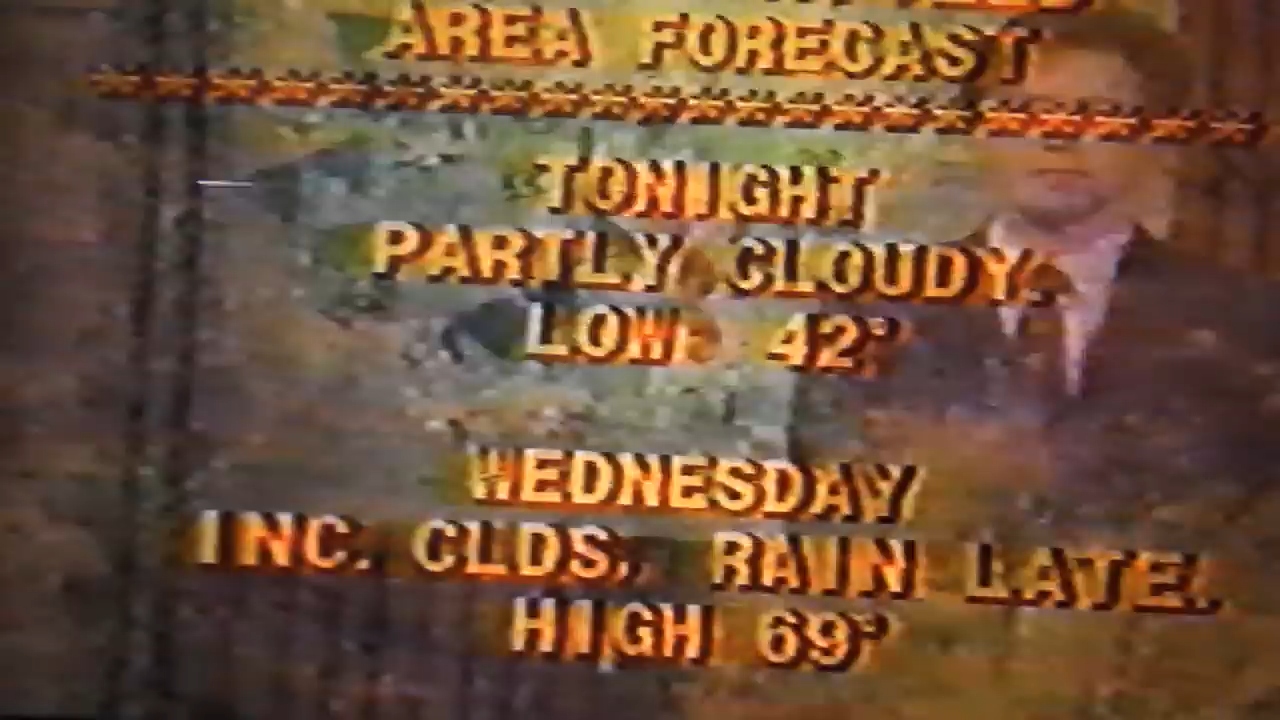 AREA FORECAST
****************************
TONIGHT
PARTLY CLOUDY.
LOW: 42°
WEDNESDAY
INC. CLDS. RAIN LATE.
HIGH 69°